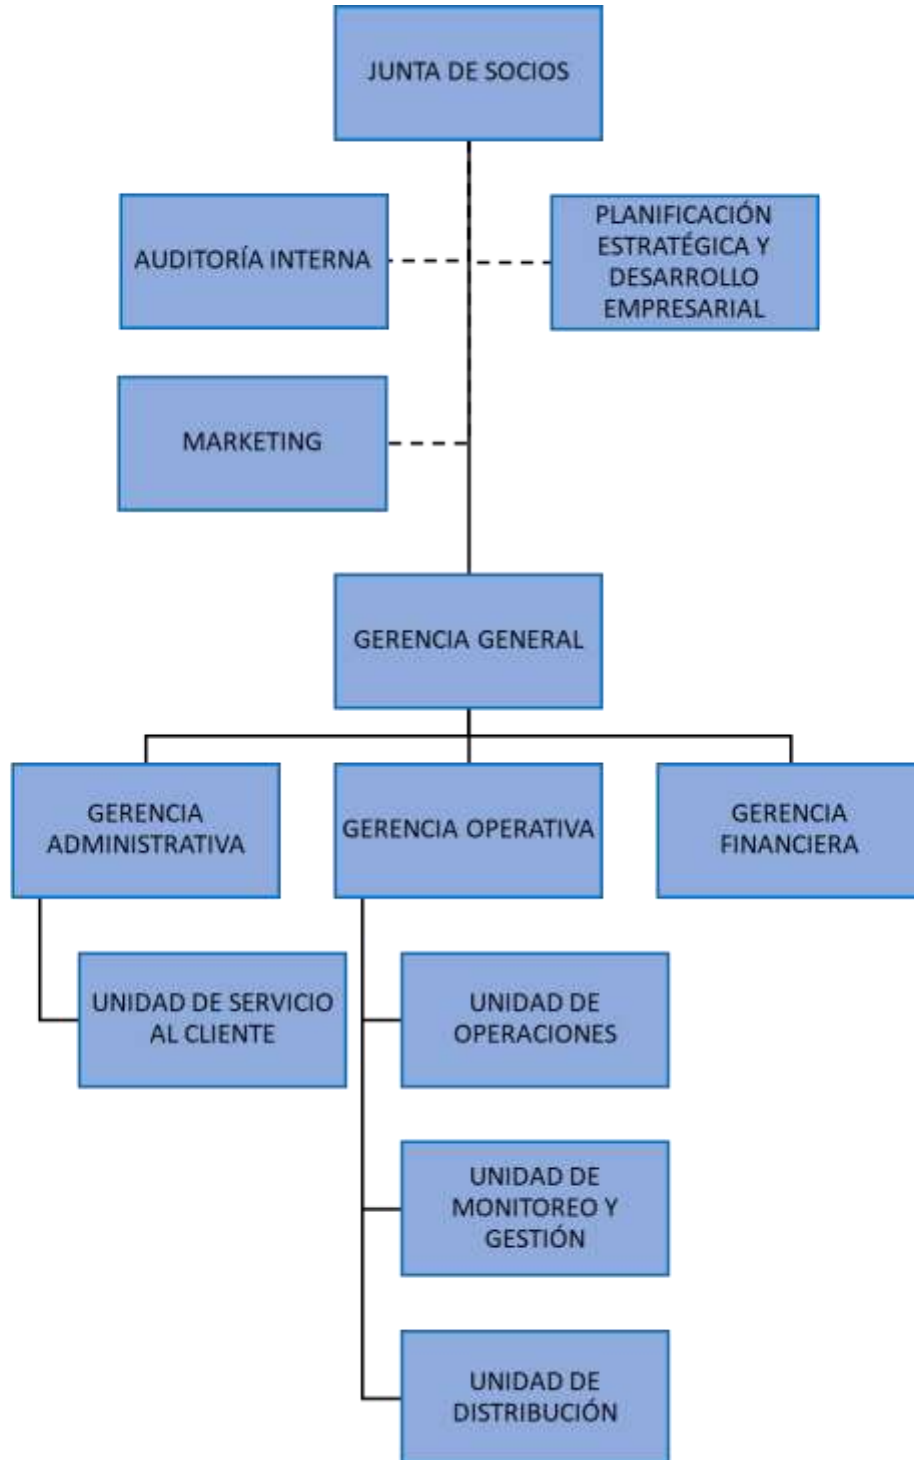 JUNTA DE SOCIOS
AUDITORÍA INTERNA
PLANIFICACIÓN
ESTRATÉGICA Y
DESARROLLO
EMPRESARIAL
MARKETING
GERENCIA GENERAL
GERENCIA
ADMINISTRATIVA
GERENCIA OPERATIVA
GERENCIA
FINANCIERA
UNIDAD DE SERVICIO
AL CLIENTE
UNIDAD DE
OPERACIONES
UNIDAD DE
MONITOREO Y
GESTIÓN
UNIDAD DE
DISTRIBUCIÓN